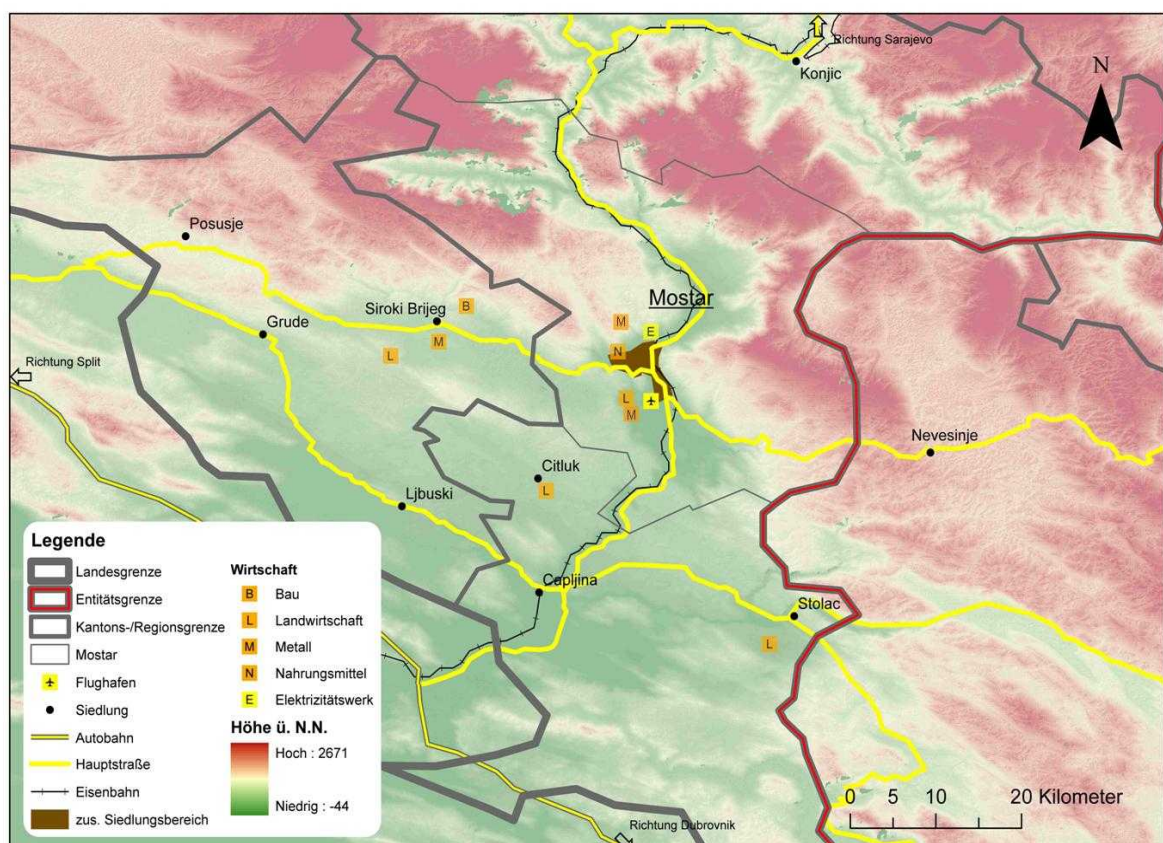 Richtung Sarajevo
Konjic
N
Posusje
Mostar
Siroki Brijeg
B
M
E
Grude
M
N
L
Richtung Split
L
M
Nevesinje
Citluk
L
Ljbuski
Capljina
Stolac
L
Legende
Landesgrenze
Entitätsgrenze
Kantons-/Regionsgrenze
Mostar
Flughafen
Siedlung
Autobahn
Hauptstraße
Eisenbahn
zus. Siedlungsbereich
Wirtschaft
B Bau
L Landwirtschaft
M Metall
N Nahrungsmittel
E Elektrizitätswerk
Höhe ü. N.N.
Hoch : 2671
Niedrig : -44
0 5 10 20 Kilometer
Richtung Dubrovnik